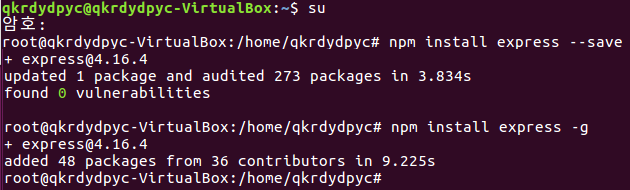 qkrdydpyc@qkrdydpyc-VirtualBox:~$ su
암호:
root@qkrdydpyc-VirtualBox:/home/qkrdydpyc# npm install express --save
+ express@4.16.4
updated 1 package and audited 273 packages in 3.834s
found 0 vulnerabilities
root@qkrdydpyc-VirtualBox:/home/qkrdydpyc# npm install express -g
+ express@4.16.4
added 48 packages from 36 contributors in 9.225s
root@qkrdydpyc-VirtualBox:/home/qkrdydpyc#